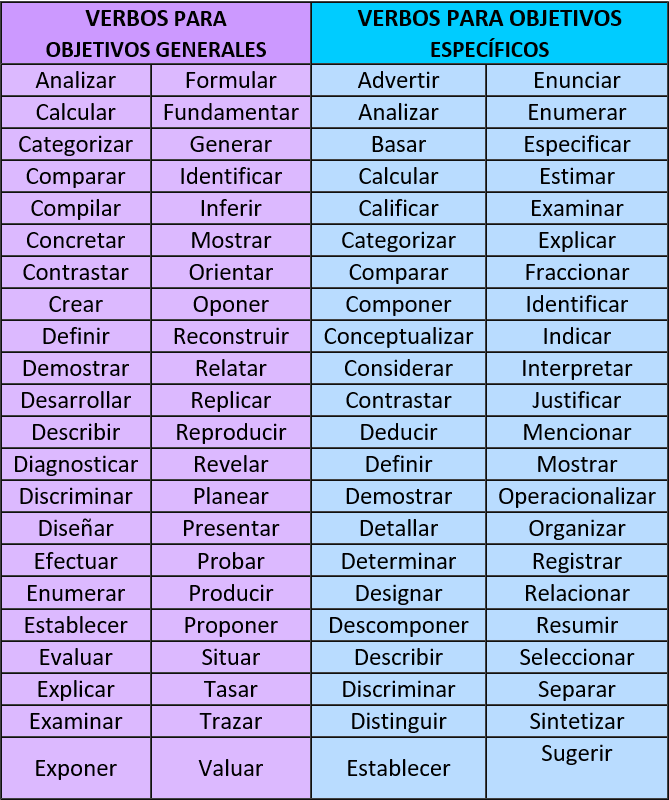 VERBOS PARA OBJETIVOS GENERALES
VERBOS PARA OBJETIVOS ESPECÍFICOS
Analizar Formular Advertir Enunciar
Calcular Fundamentar Analizar Enumerar
Categorizar Generar Basar Especificar
Comparar Identificar Calcular Estimar
Compilar Inferir Calificar Examinar
Concretar Mostrar Categorizar Explicar
Contrastar Orientar Comparar Fraccionar
Crear Oponer Componer Identificar
Definir Reconstruir Conceptualizar Indicar
Demostrar Relatar Considerar Interpretar
Desarrollar Replicar Contrastar Justificar
Describir Reproducir Deducir Mencionar
Diagnosticar Revelar Definir Mostrar
Discriminar Planear Demostrar Operacionalizar
Diseñar Presentar Detallar Organizar
Efectuar Probar Determinar Registrar
Enumerar Producir Designar Relacionar
Establecer Proponer Descomponer Resumir
Evaluar Situar Describir Seleccionar
Explicar Tasar Discriminar Separar
Examinar Trazar Distinguir Sintetizar
Exponer Valuar Establecer Sugerir